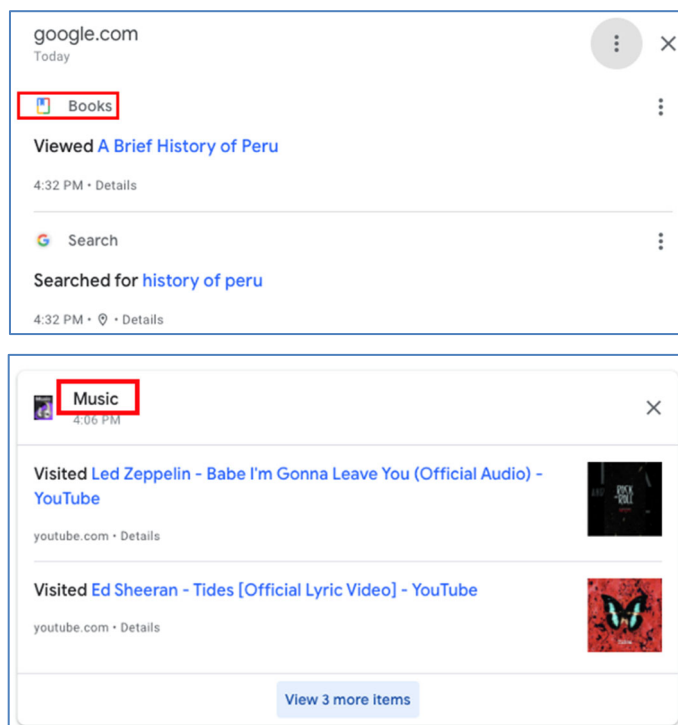 google.com
Today
Books
Viewed A Brief History of Peru
4:32 PM • Details
Search
Searched for history of peru
4:32 PM • • Details
Music
4:06 PM
Visited Led Zeppelin - Babe I'm Gonna Leave You (Official Audio) -
YouTube
youtube.com • Details
ROCK
-ROLL
Visited Ed Sheeran - Tides [Official Lyric Video] - YouTube
youtube.com • Details
View 3 more items